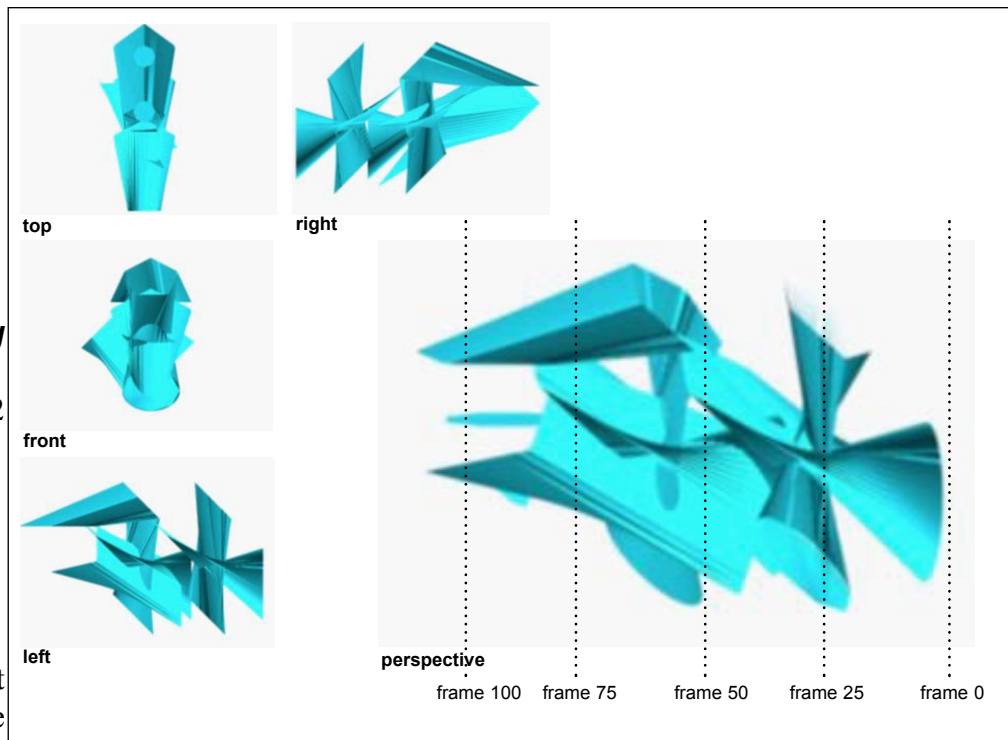 top
right
front
left
perspective
frame 100
frame 75
frame 50
frame 25
frame 0
t
e